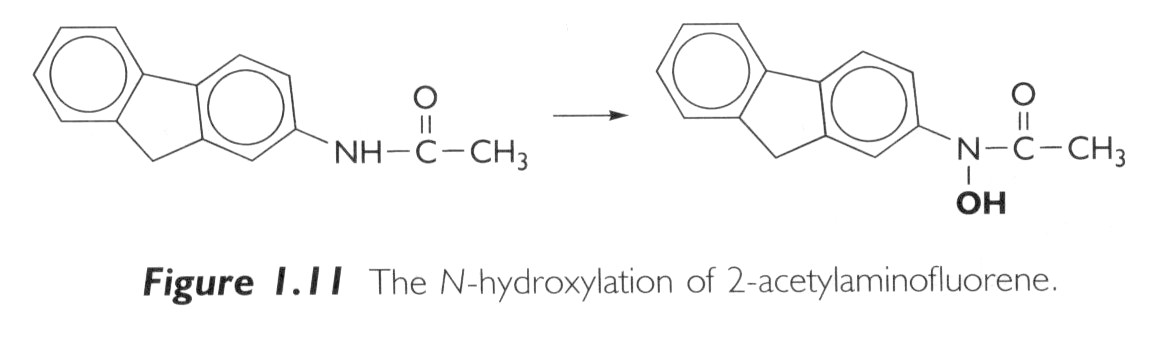 O
||
NH–C–CH₃
O
||
N–C–CH₃
|
OH
Figure 1.11 The N-hydroxylation of 2-acetylaminofluorene.